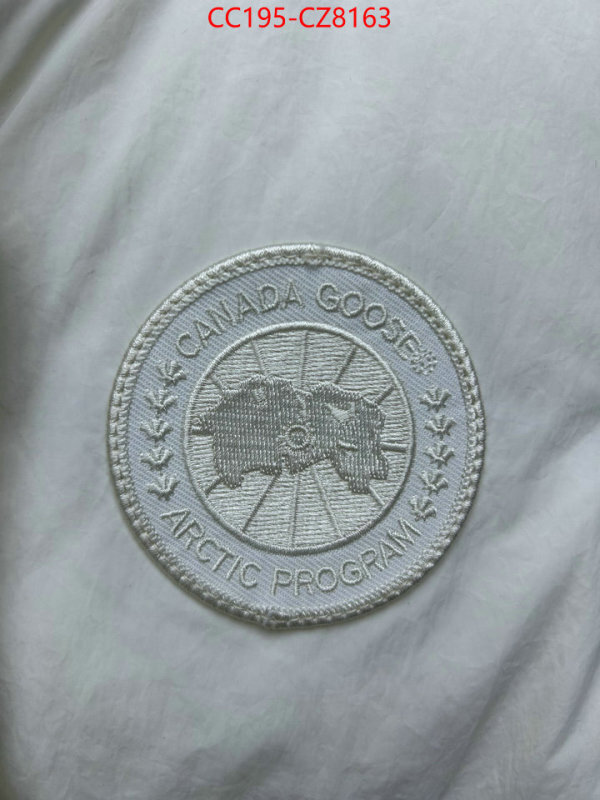 CC195-CZ8163
CANADA GOOSE®
ARCTIC PROGRAM